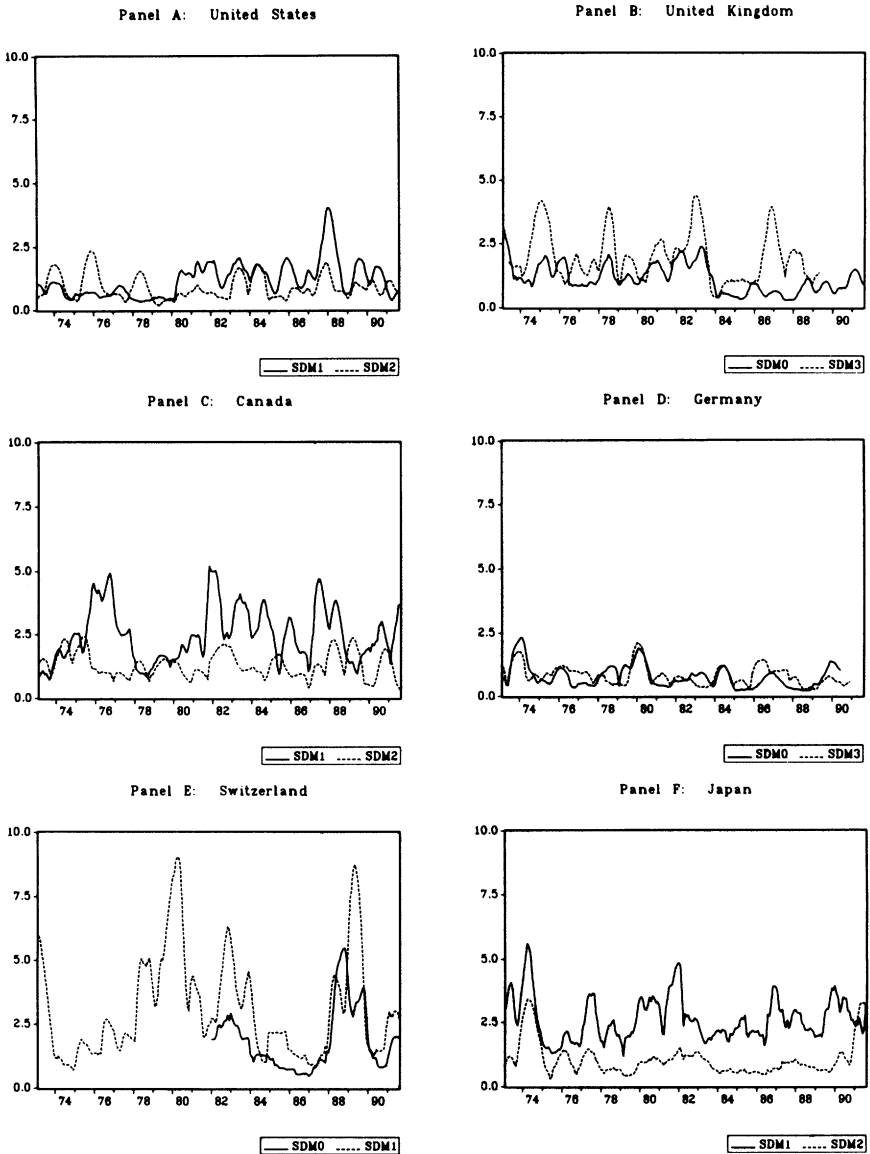 Panel A: United States
10.0
7.5
5.0
2.5
0.0
74 76 78 80 82 84 86 88 90
SDM1 SDM2
Panel B: United Kingdom
10.0
7.5
5.0
2.5
0.0
74 76 78 80 82 84 86 88 90
SDM0 SDM3
Panel C: Canada
10.0
7.5
5.0
2.5
0.0
74 76 78 80 82 84 86 88 90
SDM1 SDM2
Panel D: Germany
10.0
7.5
5.0
2.5
0.0
74 76 78 80 82 84 86 88 90
SDM0 SDM3
Panel E: Switzerland
10.0
7.5
5.0
2.5
0.0
74 76 78 80 82 84 86 88 90
SDM0 SDM1
Panel F: Japan
10.0
7.5
5.0
2.5
0.0
74 76 78 80 82 84 86 88 90
SDM1 SDM2